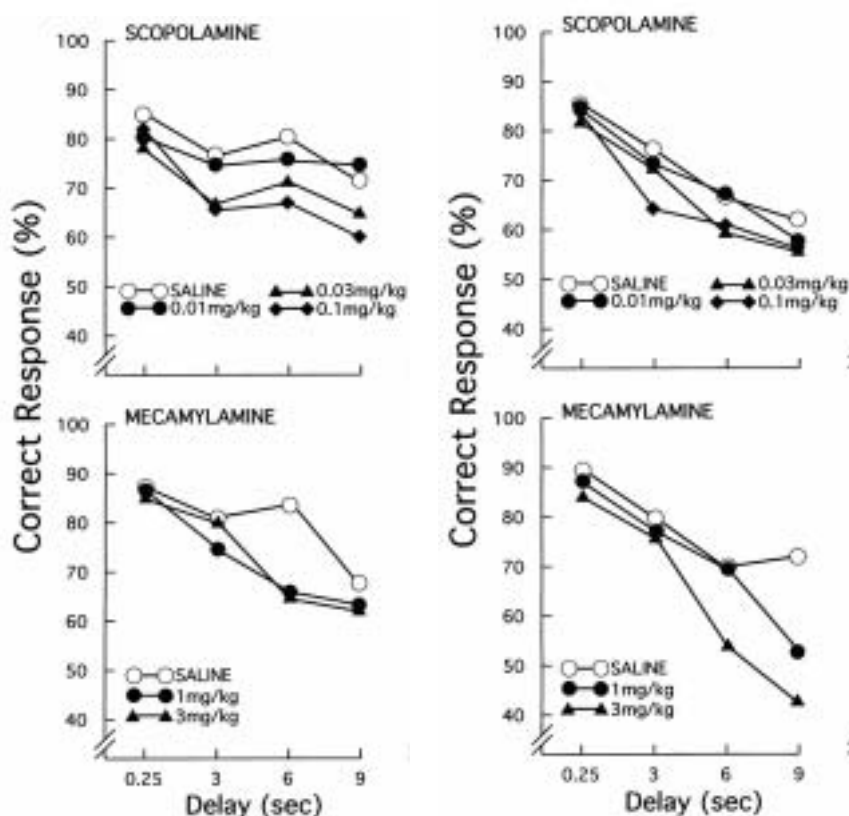 SCOPOLAMINE
100
90
80
70
60
50
40
SALINE 0.03mg/kg
0.01mg/kg 0.1mg/kg
MECAMYLAMINE
100
90
80
70
60
50
40
SALINE
1mg/kg
3mg/kg
0.25 3 6 9
Delay (sec)
Correct Response (%)
SCOPOLAMINE
100
90
80
70
60
50
40
SALINE 0.03mg/kg
0.01mg/kg 0.1mg/kg
MECAMYLAMINE
100
90
80
70
60
50
40
SALINE
1mg/kg
3mg/kg
0.25 3 6 9
Delay (sec)
Correct Response (%)